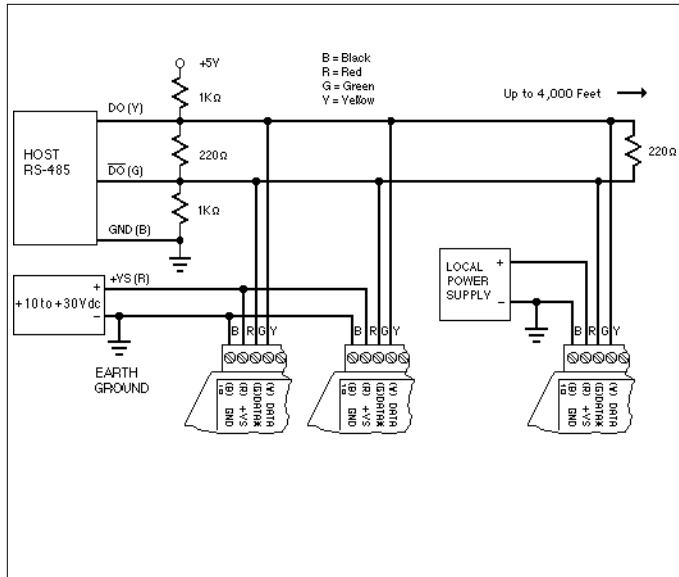 +5Y
1KΩ
DO (Y)
220Ω
DO (G)
1KΩ
GND (B)
HOST
RS-485
B = Black
R = Red
G = Green
Y = Yellow
Up to 4,000 Feet
220Ω
+VS (R)
+10 to +30Vdc
+
−
EARTH
GROUND
LOCAL
POWER
SUPPLY
+
−
B R G Y
B R G Y
B R G Y
(B) GND
(R) +VS
(G) DATA*
(Y) DATA
(B) GND
(R) +VS
(G) DATA*
(Y) DATA
(B) GND
(R) +VS
(G) DATA*
(Y) DATA